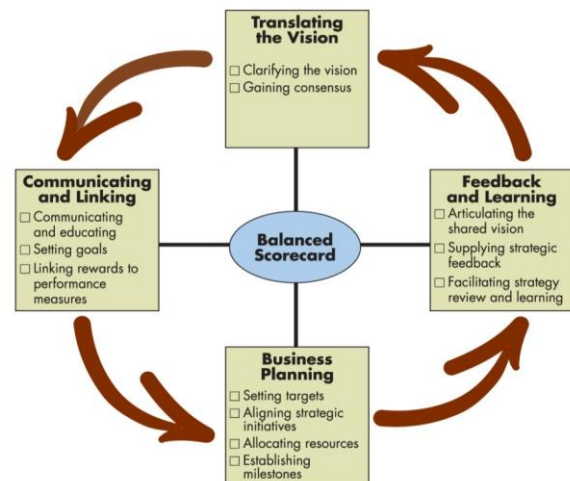 Translating
the Vision
☐ Clarifying the vision
☐ Gaining consensus
Communicating
and Linking
☐ Communicating
and educating
☐ Setting goals
☐ Linking rewards to
performance
measures
Balanced
Scorecard
Feedback
and Learning
☐ Articulating the
shared vision
☐ Supplying strategic
feedback
☐ Facilitating strategy
review and learning
Business
Planning
☐ Setting targets
☐ Aligning strategic
initiatives
☐ Allocating resources
☐ Establishing
milestones